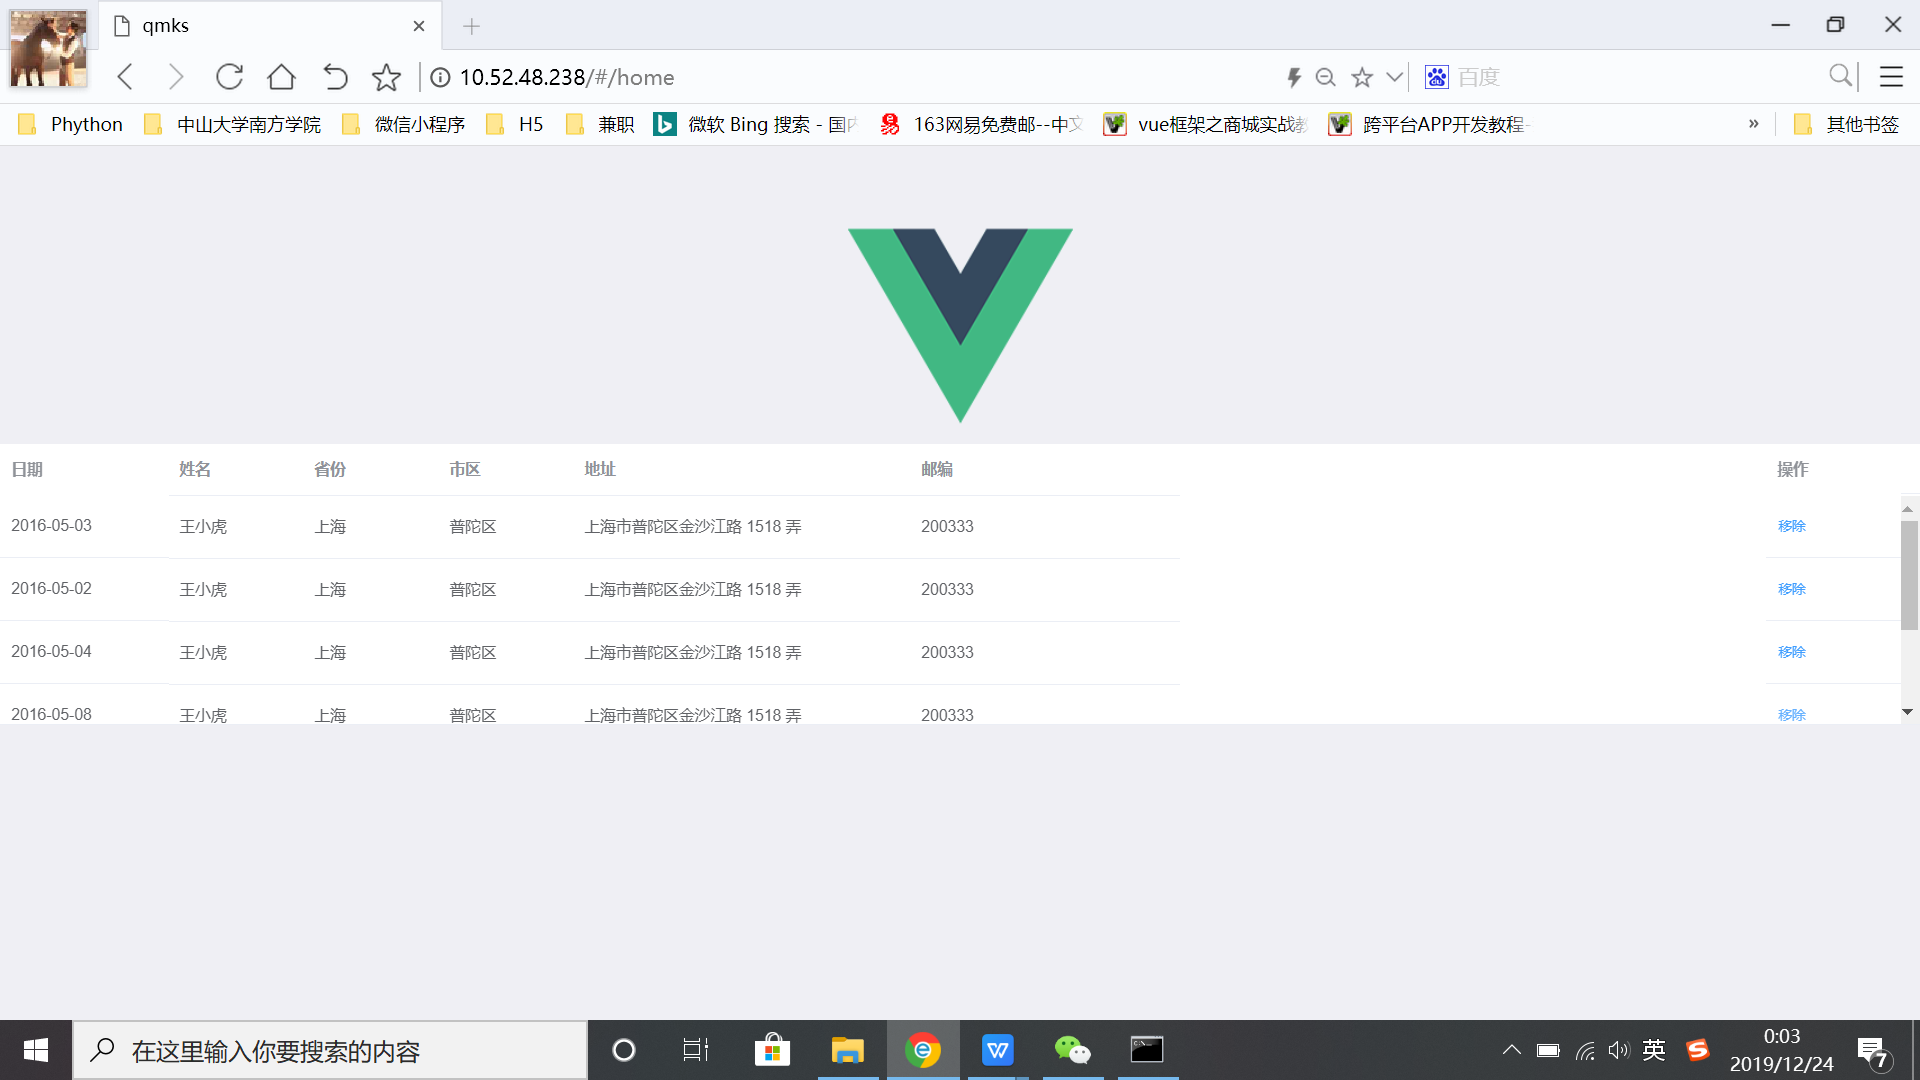 qmks
10.52.48.238/#/home
百度
Phython 中山大学南方学院 微信小程序 H5 兼职 微软 Bing 搜索 - 国内 163网易免费邮--中文 vue框架之商城实战教 跨平台APP开发教程- » 其他书签
日期 姓名 省份 市区 地址 邮编 操作
2016-05-03 王小虎 上海 普陀区 上海市普陀区金沙江路 1518 弄 200333 移除
2016-05-02 王小虎 上海 普陀区 上海市普陀区金沙江路 1518 弄 200333 移除
2016-05-04 王小虎 上海 普陀区 上海市普陀区金沙江路 1518 弄 200333 移除
2016-05-08 王小虎 上海 普陀区 上海市普陀区金沙江路 1518 弄 200333 移除
在这里输入你要搜索的内容
英
0:03
2019/12/24
7